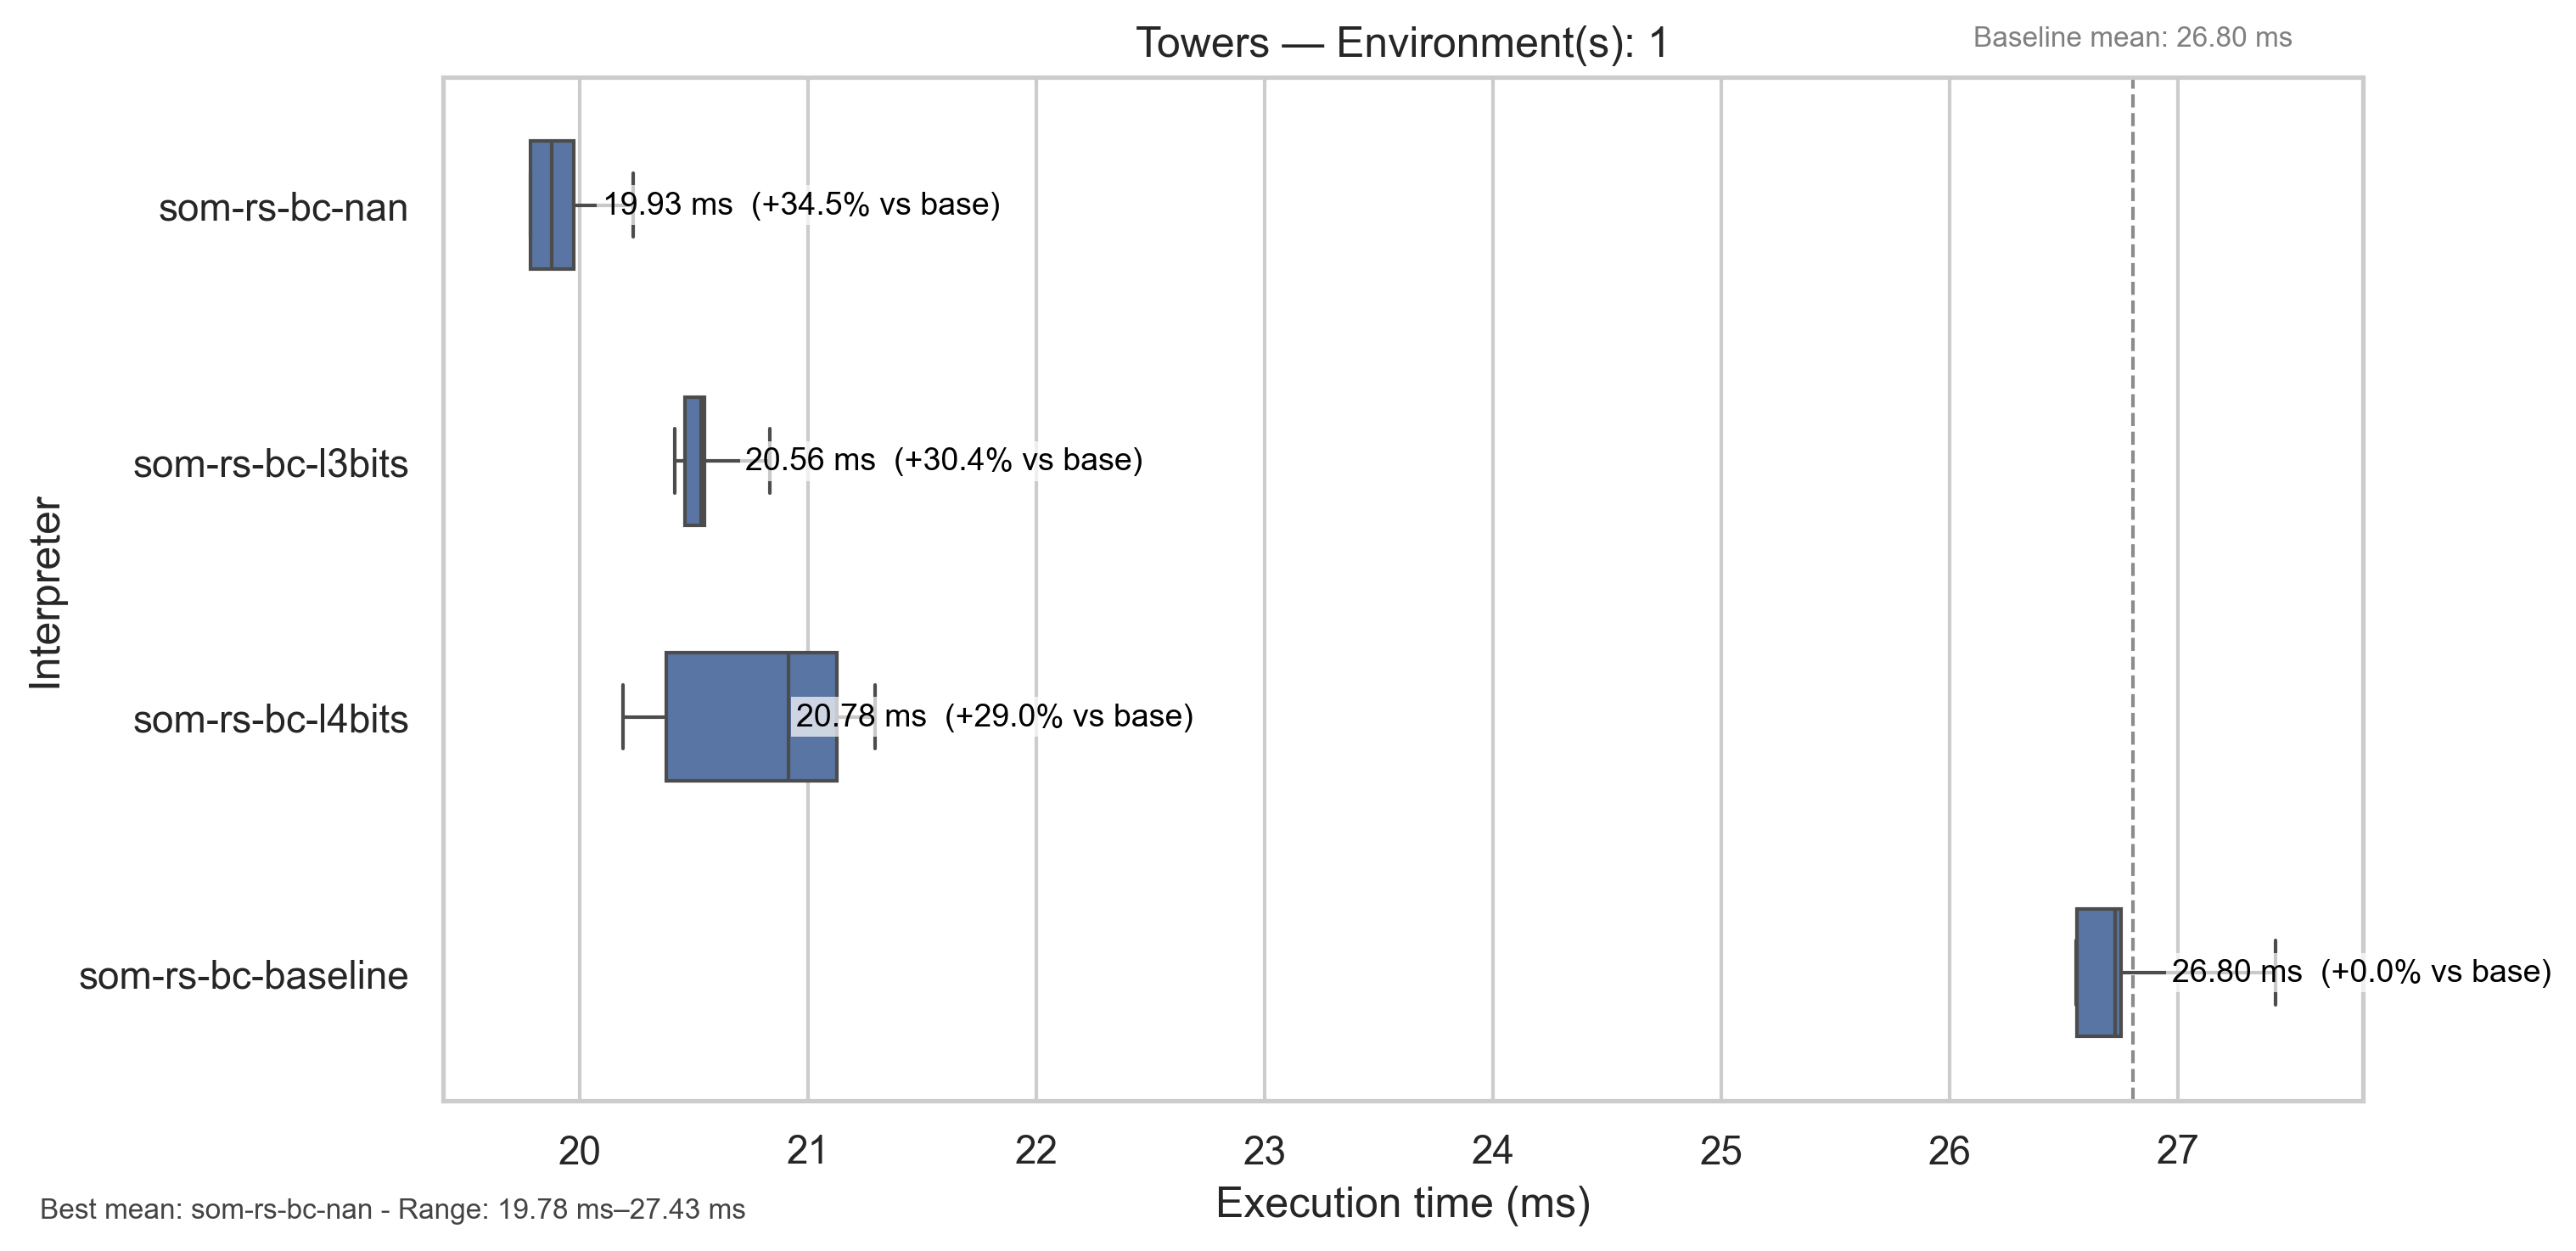 Towers — Environment(s): 1
Baseline mean: 26.80 ms
Interpreter
som-rs-bc-nan
19.93 ms (+34.5% vs base)
som-rs-bc-l3bits
20.56 ms (+30.4% vs base)
som-rs-bc-l4bits
20.78 ms (+29.0% vs base)
som-rs-bc-baseline
26.80 ms (+0.0% vs base)
20 21 22 23 24 25 26 27
Execution time (ms)
Best mean: som-rs-bc-nan - Range: 19.78 ms–27.43 ms